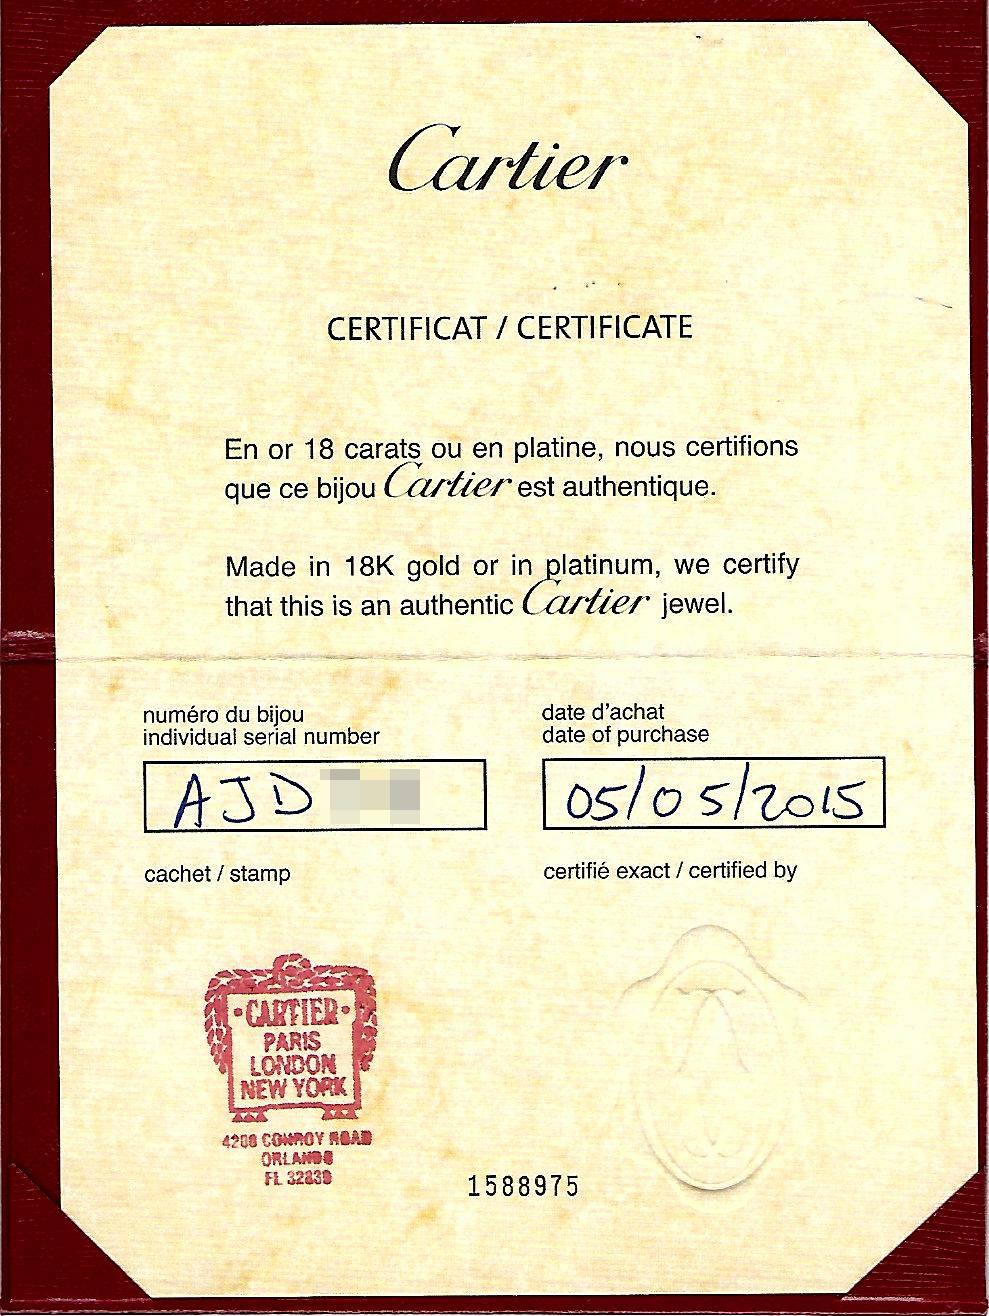 Cartier
CERTIFICAT / CERTIFICATE
En or 18 carats ou en platine, nous certifions
que ce bijou Cartier est authentique.
Made in 18K gold or in platinum, we certify
that this is an authentic Cartier jewel.
numéro du bijou
individual serial number
AJD
date d'achat
date of purchase
05/05/2015
cachet / stamp
certifié exact / certified by
·CARTIER·
PARIS
LONDON
NEW YORK
CONROY ROAD
ORLANDO
FL
1588975